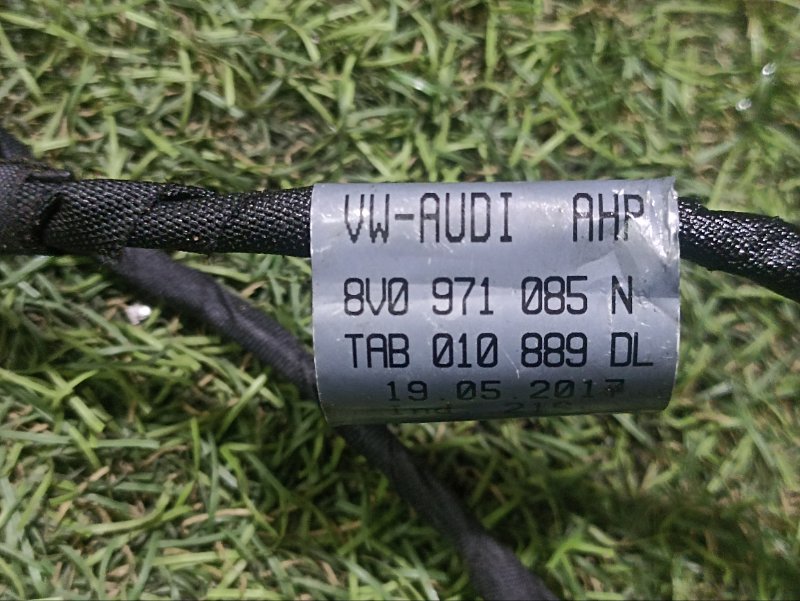 VW-AUDI AHP
8V0 971 085 N
TAB 010 889 DL
19.05.2017